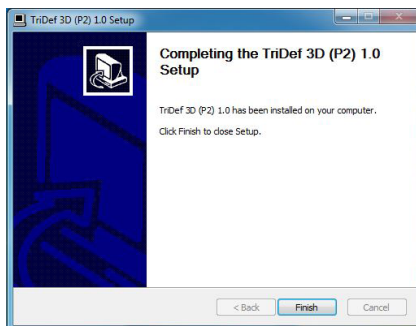 TriDef 3D (P2) 1.0 Setup
Completing the TriDef 3D (P2) 1.0
Setup
TriDef 3D (P2) 1.0 has been installed on your computer.
Click Finish to close Setup.
< Back
Finish
Cancel